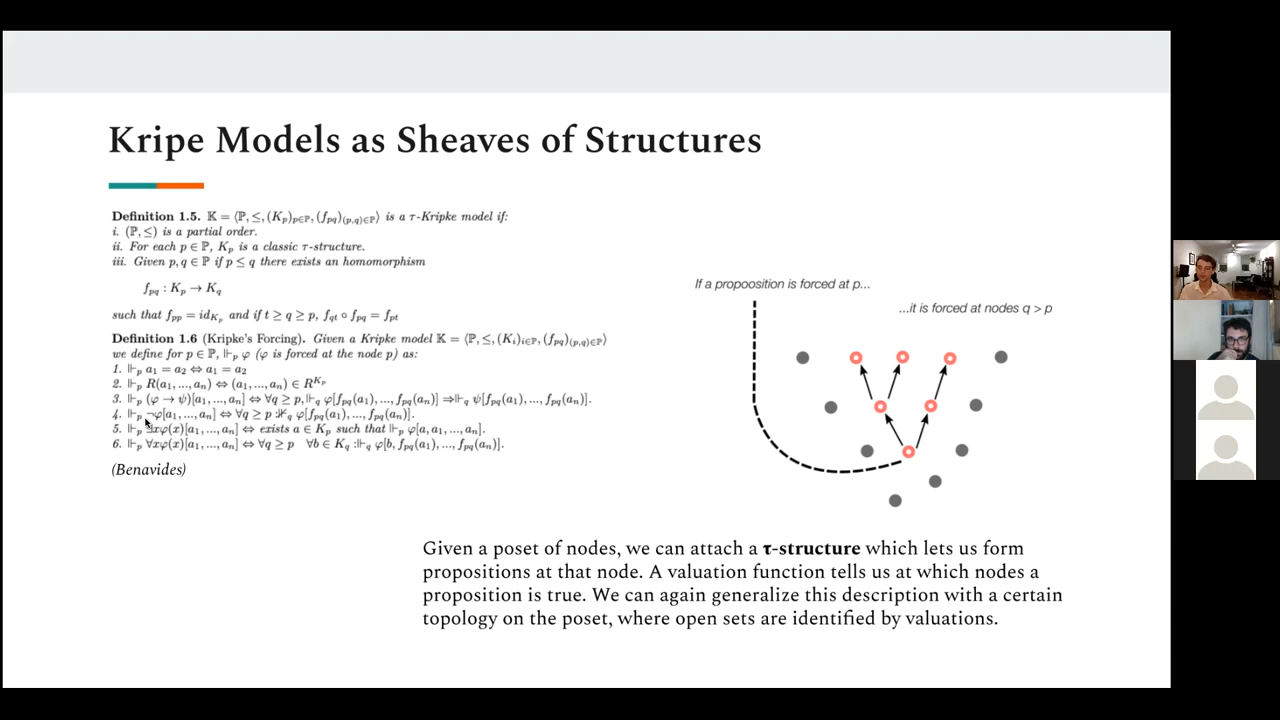 Kripe Models as Sheaves of Structures
Definition 1.5. 𝕂 = ⟨ℙ, ≤, (K_p)_{p∈ℙ}, (f_{pq})_{(p,q)∈ℙ}⟩ is a τ-Kripke model if:
i. (ℙ, ≤) is a partial order.
ii. For each p ∈ ℙ, K_p is a classic τ-structure.
iii. Given p, q ∈ ℙ if p ≤ q there exists an homomorphism
f_{pq} : K_p → K_q
such that f_{pp} = id_{K_p} and if t ≥ q ≥ p, f_{qt} ∘ f_{pq} = f_{pt}
Definition 1.6 (Kripke's Forcing). Given a Kripke model 𝕂 = ⟨ℙ, ≤, (K_i)_{i∈ℙ}, (f_{pq})_{(p,q)∈ℙ}⟩
we define for p ∈ ℙ, ⊩_p φ (φ is forced at the node p) as:
1. ⊩_p a_1 = a_2 ⇔ a_1 = a_2
2. ⊩_p R(a_1, ..., a_n) ⇔ (a_1, ..., a_n) ∈ R^{K_p}
3. ⊩_p (φ → ψ)[a_1, ..., a_n] ⇔ ∀q ≥ p, ⊩_q φ[f_{pq}(a_1), ..., f_{pq}(a_n)] ⇒⊩_q ψ[f_{pq}(a_1), ..., f_{pq}(a_n)].
4. ⊩_p ¬φ[a_1, ..., a_n] ⇔ ∀q ≥ p :⊮_q φ[f_{pq}(a_1), ..., f_{pq}(a_n)].
5. ⊩_p ∃xφ(x)[a_1, ..., a_n] ⇔ exists a ∈ K_p such that ⊩_p φ[a, a_1, ..., a_n].
6. ⊩_p ∀xφ(x)[a_1, ..., a_n] ⇔ ∀q ≥ p ∀b ∈ K_q :⊩_q φ[b, f_{pq}(a_1), ..., f_{pq}(a_n)].
(Benavides)
If a propoosition is forced at p...
...it is forced at nodes q > p
Given a poset of nodes, we can attach a τ-structure which lets us form
propositions at that node. A valuation function tells us at which nodes a
proposition is true. We can again generalize this description with a certain
topology on the poset, where open sets are identified by valuations.